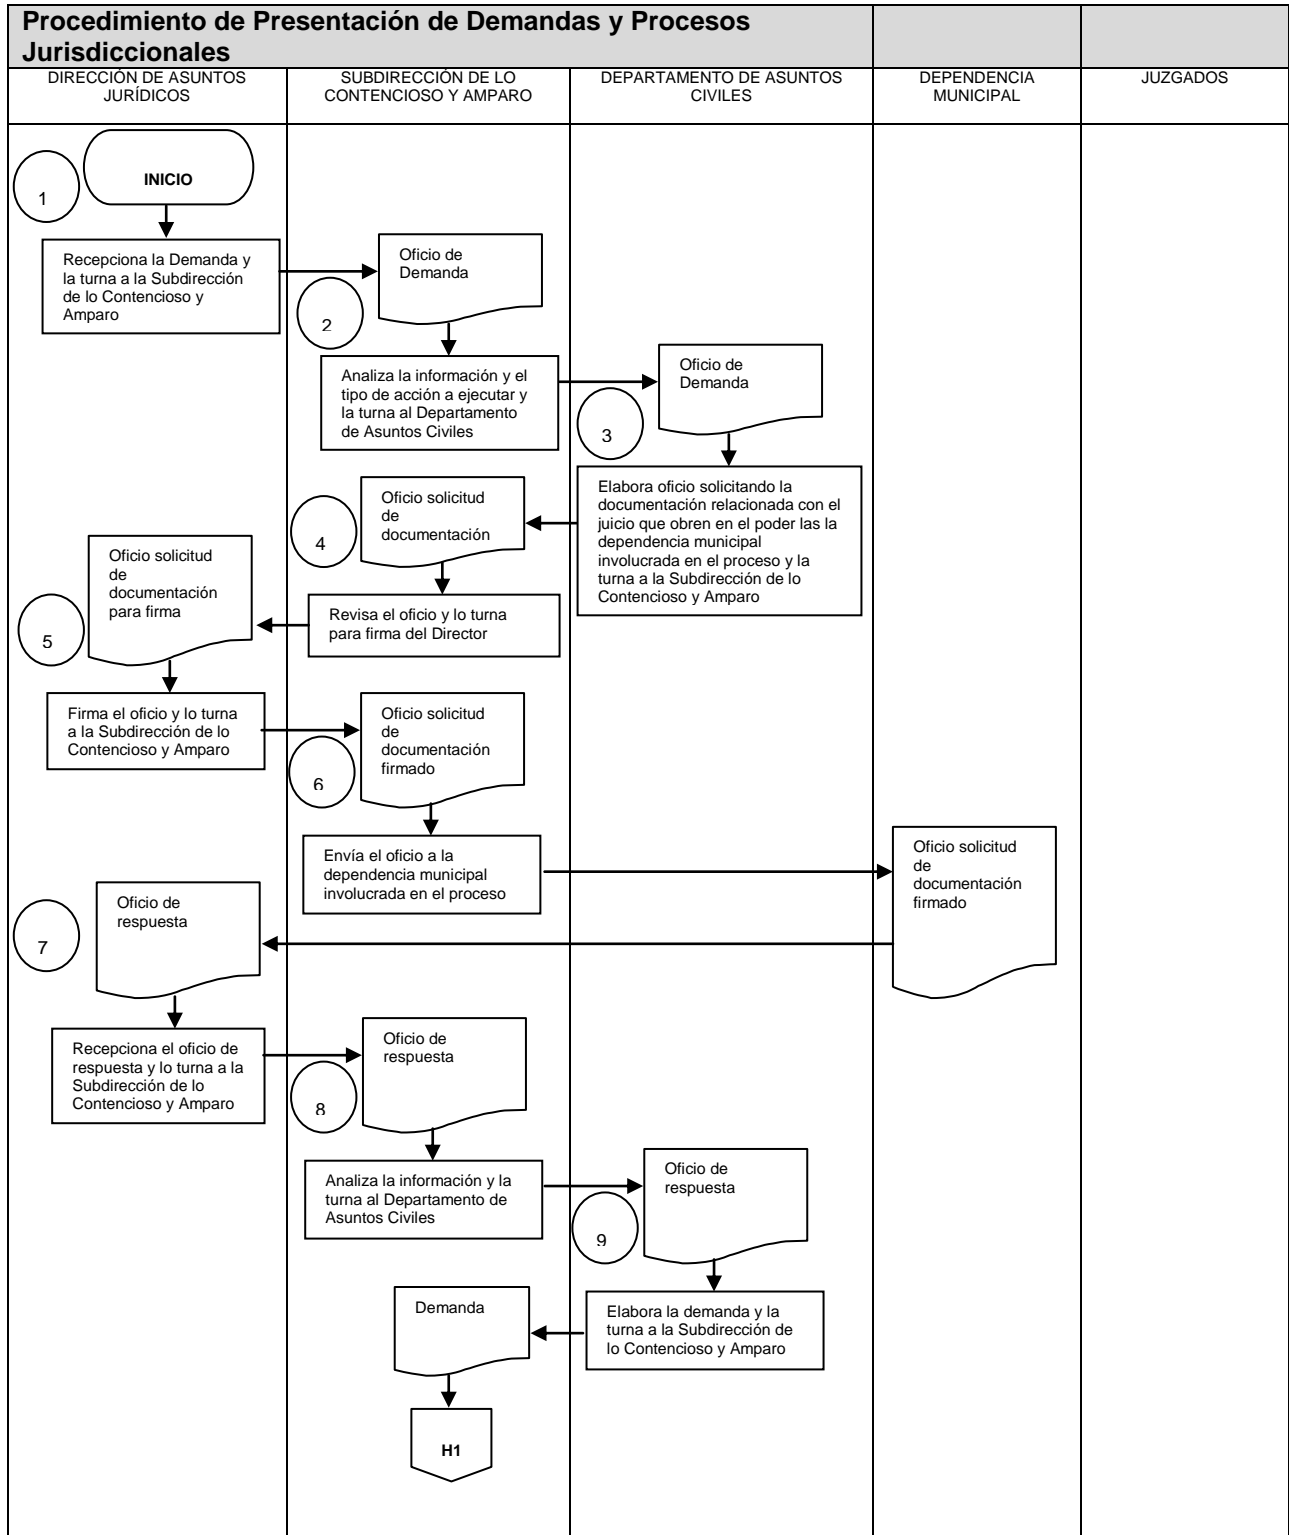 Procedimiento de Presentación de Demandas y Procesos
Jurisdiccionales
DIRECCIÓN DE ASUNTOS
JURÍDICOS
SUBDIRECCIÓN DE LO
CONTENCIOSO Y AMPARO
DEPARTAMENTO DE ASUNTOS
CIVILES
DEPENDENCIA
MUNICIPAL
JUZGADOS
1
INICIO
Recepciona la Demanda y
la turna a la Subdirección
de lo Contencioso y
Amparo
2
Oficio de
Demanda
Analiza la información y el
tipo de acción a ejecutar y
la turna al Departamento
de Asuntos Civiles
3
Oficio de
Demanda
Elabora oficio solicitando la
documentación relacionada con el
juicio que obren en el poder las la
dependencia municipal
involucrada en el proceso y la
turna a la Subdirección de lo
Contencioso y Amparo
4
Oficio solicitud
de
documentación
Revisa el oficio y lo turna
para firma del Director
5
Oficio solicitud
de
documentación
para firma
Firma el oficio y lo turna
a la Subdirección de lo
Contencioso y Amparo
6
Oficio solicitud
de
documentación
firmado
Envía el oficio a la
dependencia municipal
involucrada en el proceso
Oficio solicitud
de
documentación
firmado
7
Oficio de
respuesta
Recepciona el oficio de
respuesta y lo turna a la
Subdirección de lo
Contencioso y Amparo
8
Oficio de
respuesta
Analiza la información y la
turna al Departamento de
Asuntos Civiles
9
Oficio de
respuesta
Elabora la demanda y la
turna a la Subdirección de
lo Contencioso y Amparo
Demanda
H1